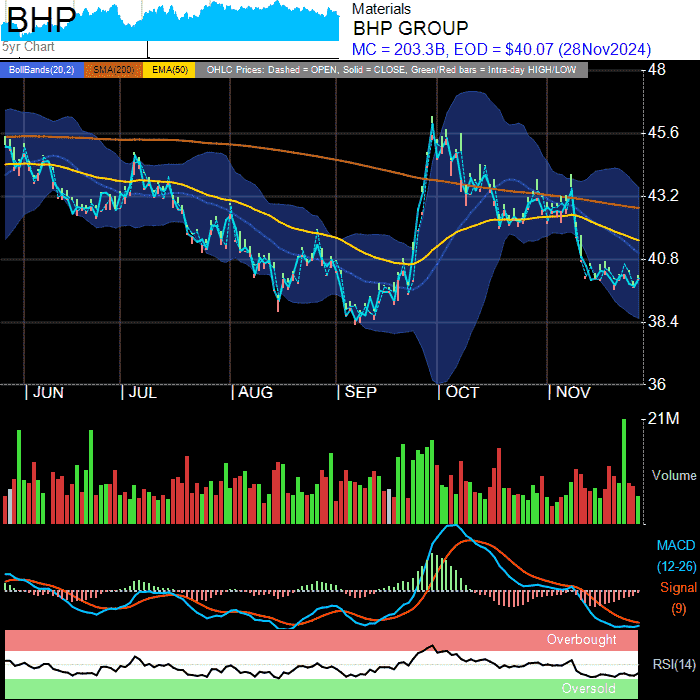 BHP
5yr Chart
Materials
BHP GROUP
MC = 203.3B, EOD = $40.07 (28Nov2024)
BollBands(20,2) SMA(200) EMA(50) OHLC Prices: Dashed = OPEN, Solid = CLOSE, Green/Red bars = Intra-day HIGH/LOW
48
45.6
43.2
40.8
38.4
36
JUN JUL AUG SEP OCT NOV
21M
Volume
MACD
(12-26)
Signal
(9)
Overbought
RSI(14)
Oversold